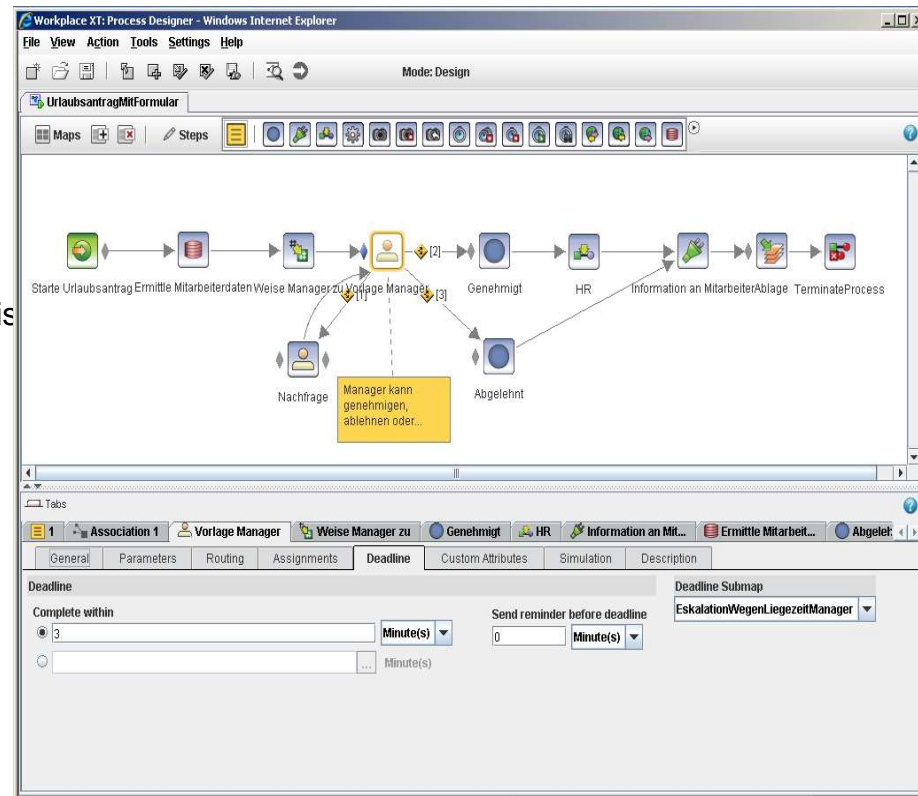 Workplace XT: Process Designer - Windows Internet Explorer
File View Action Tools Settings Help
Mode: Design
UrlaubsantragMitFormular
Maps Steps
[2]
Starte Urlaubsantrag Ermittle Mitarbeiterdaten Weise Manager zu Vorlage Manager Genehmigt HR Information an Mitarbeiter Ablage TerminateProcess
[1] [3]
is
Nachfrage
Manager kann
genehmigen,
ablehnen oder...
Abgelehnt
Tabs
1 Association 1 Vorlage Manager Weise Manager zu Genehmigt HR Information an Mit... Ermittle Mitarbeit... Abgeleh
General Parameters Routing Assignments Deadline Custom Attributes Simulation Description
Deadline Deadline Submap
Complete within Send reminder before deadline EskalationWegenLiegezeitManager
3 Minute(s) 0 Minute(s)
... Minute(s)